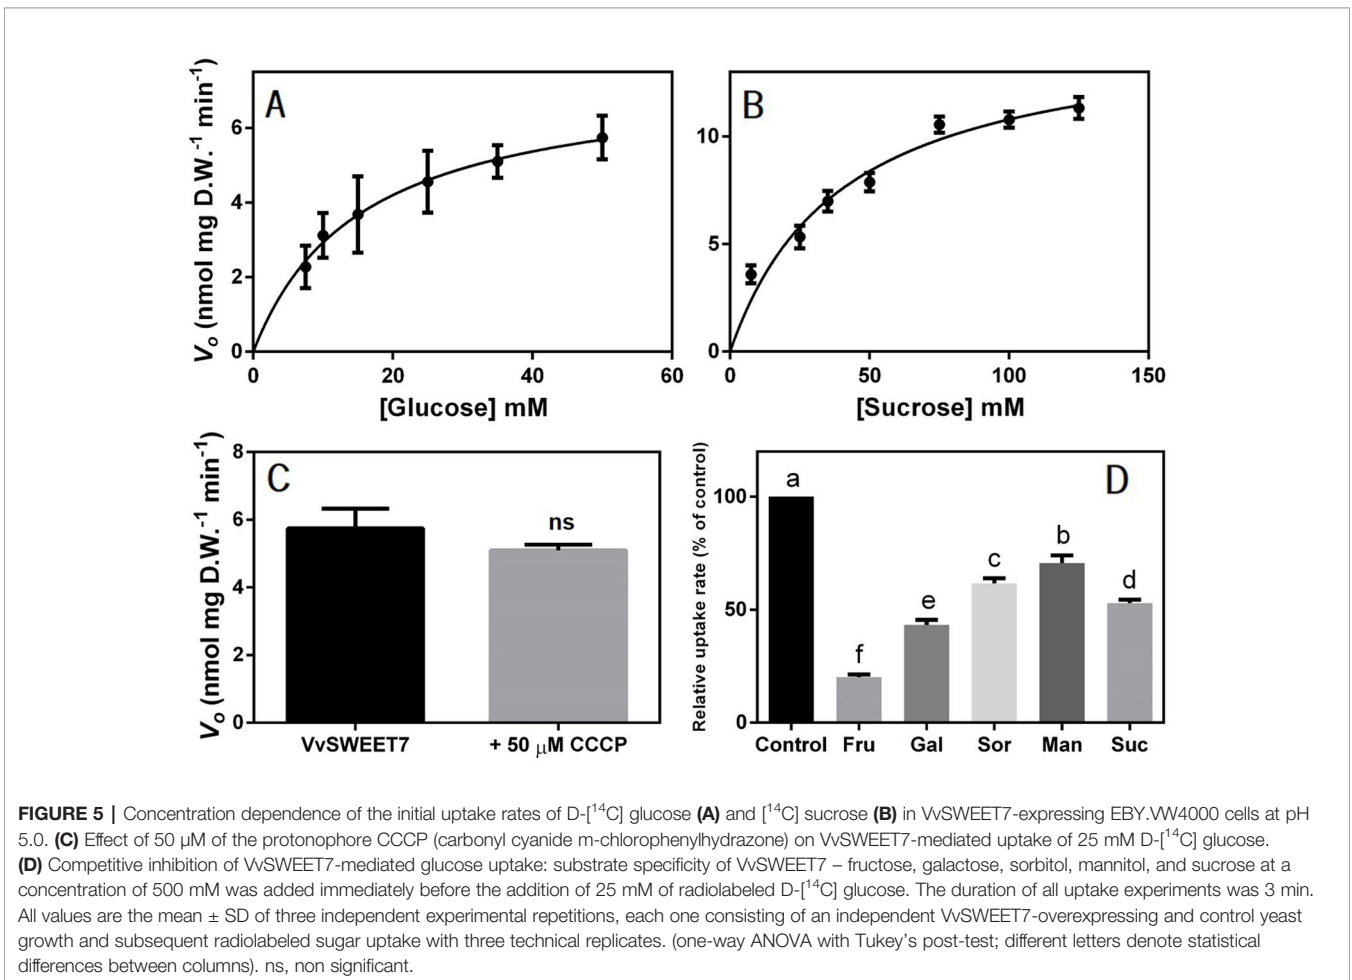 A
V₀ (nmol mg D.W.⁻¹ min⁻¹)
6
4
2
0
0 20 40 60
[Glucose] mM
B
10
5
0
0 50 100 150
[Sucrose] mM
C
V₀ (nmol mg D.W.⁻¹ min⁻¹)
8
6
4
2
0
ns
VvSWEET7 + 50 µM CCCP
D
Relative uptake rate (% of control)
100
50
0
a
f
e
c
b
d
Control Fru Gal Sor Man Suc
FIGURE 5 | Concentration dependence of the initial uptake rates of D-[¹⁴C] glucose (A) and [¹⁴C] sucrose (B) in VvSWEET7-expressing EBY.VW4000 cells at pH
5.0. (C) Effect of 50 µM of the protonophore CCCP (carbonyl cyanide m-chlorophenylhydrazone) on VvSWEET7-mediated uptake of 25 mM D-[¹⁴C] glucose.
(D) Competitive inhibition of VvSWEET7-mediated glucose uptake: substrate specificity of VvSWEET7 – fructose, galactose, sorbitol, mannitol, and sucrose at a
concentration of 500 mM was added immediately before the addition of 25 mM of radiolabeled D-[¹⁴C] glucose. The duration of all uptake experiments was 3 min.
All values are the mean ± SD of three independent experimental repetitions, each one consisting of an independent VvSWEET7-overexpressing and control yeast
growth and subsequent radiolabeled sugar uptake with three technical replicates. (one-way ANOVA with Tukey's post-test; different letters denote statistical
differences between columns). ns, non significant.